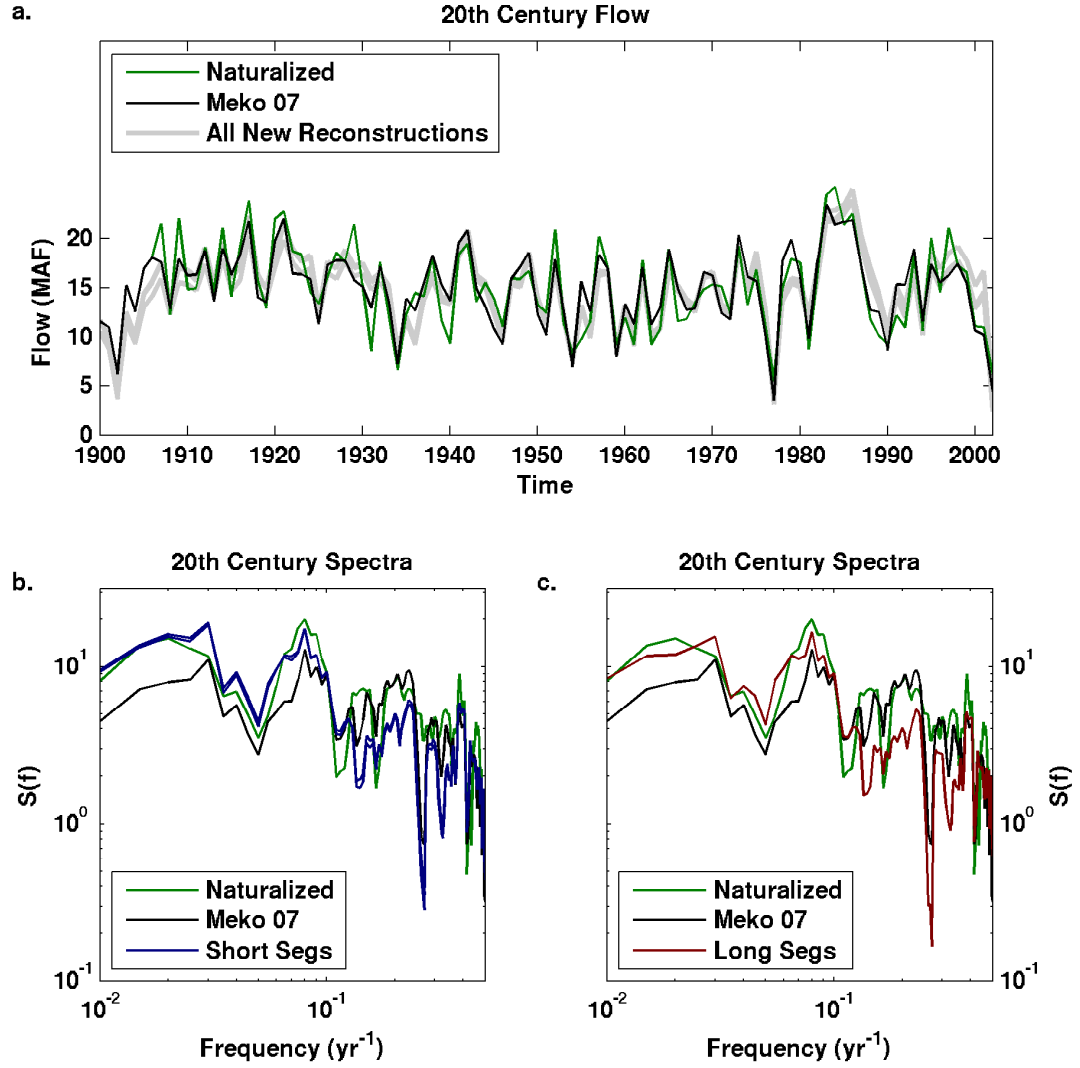 a.
20th Century Flow
Naturalized
Meko 07
All New Reconstructions
Flow (MAF)
20
15
10
5
0
1900 1910 1920 1930 1940 1950 1960 1970 1980 1990 2000
Time
b.
20th Century Spectra
S(f)
10^1
10^0
10^-1
Naturalized
Meko 07
Short Segs
10^-2 10^-1
Frequency (yr^-1)
c.
20th Century Spectra
10^1
10^0
10^-1
S(f)
Naturalized
Meko 07
Long Segs
10^-2 10^-1
Frequency (yr^-1)